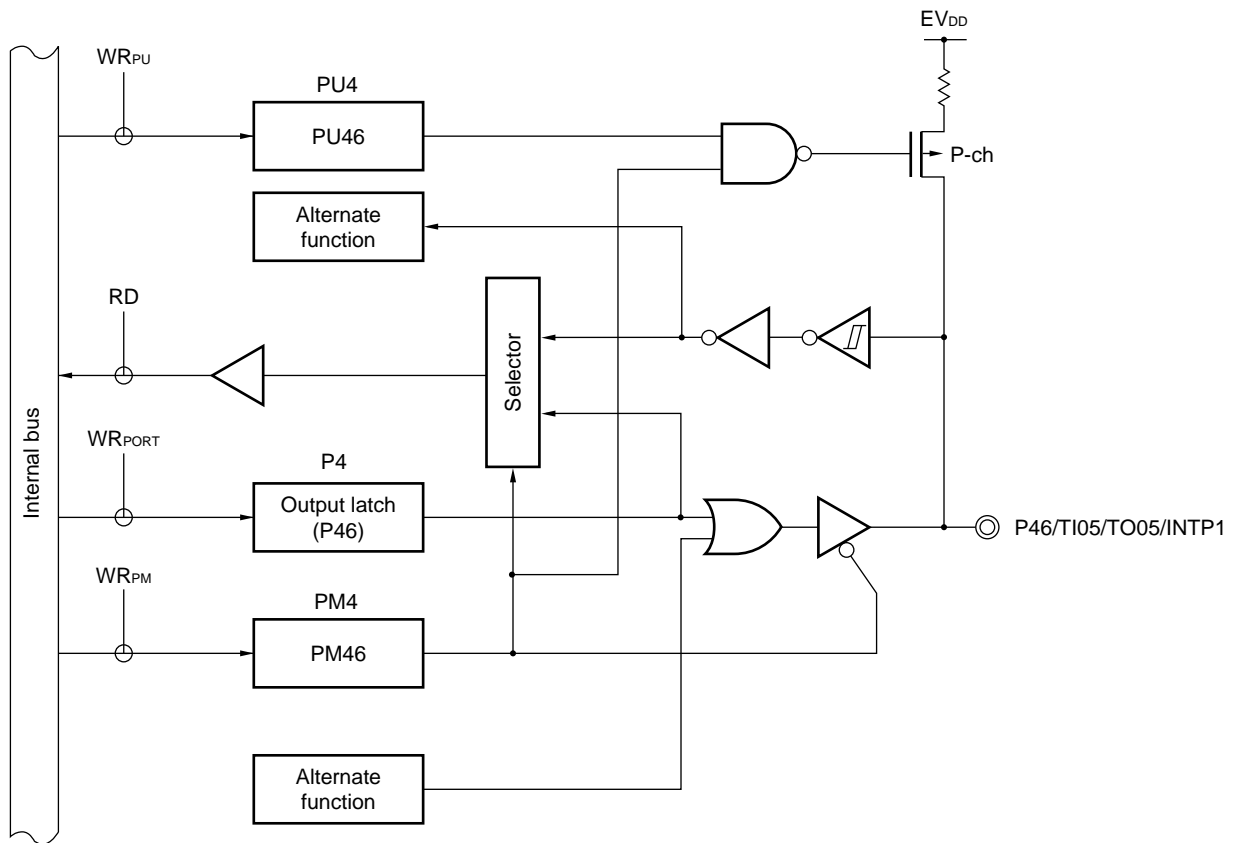 EVDD
WRPU
PU4
PU46
P-ch
Alternate
function
RD
Selector
Internal bus
WRPORT
P4
Output latch
(P46)
P46/TI05/TO05/INTP1
WRPM
PM4
PM46
Alternate
function